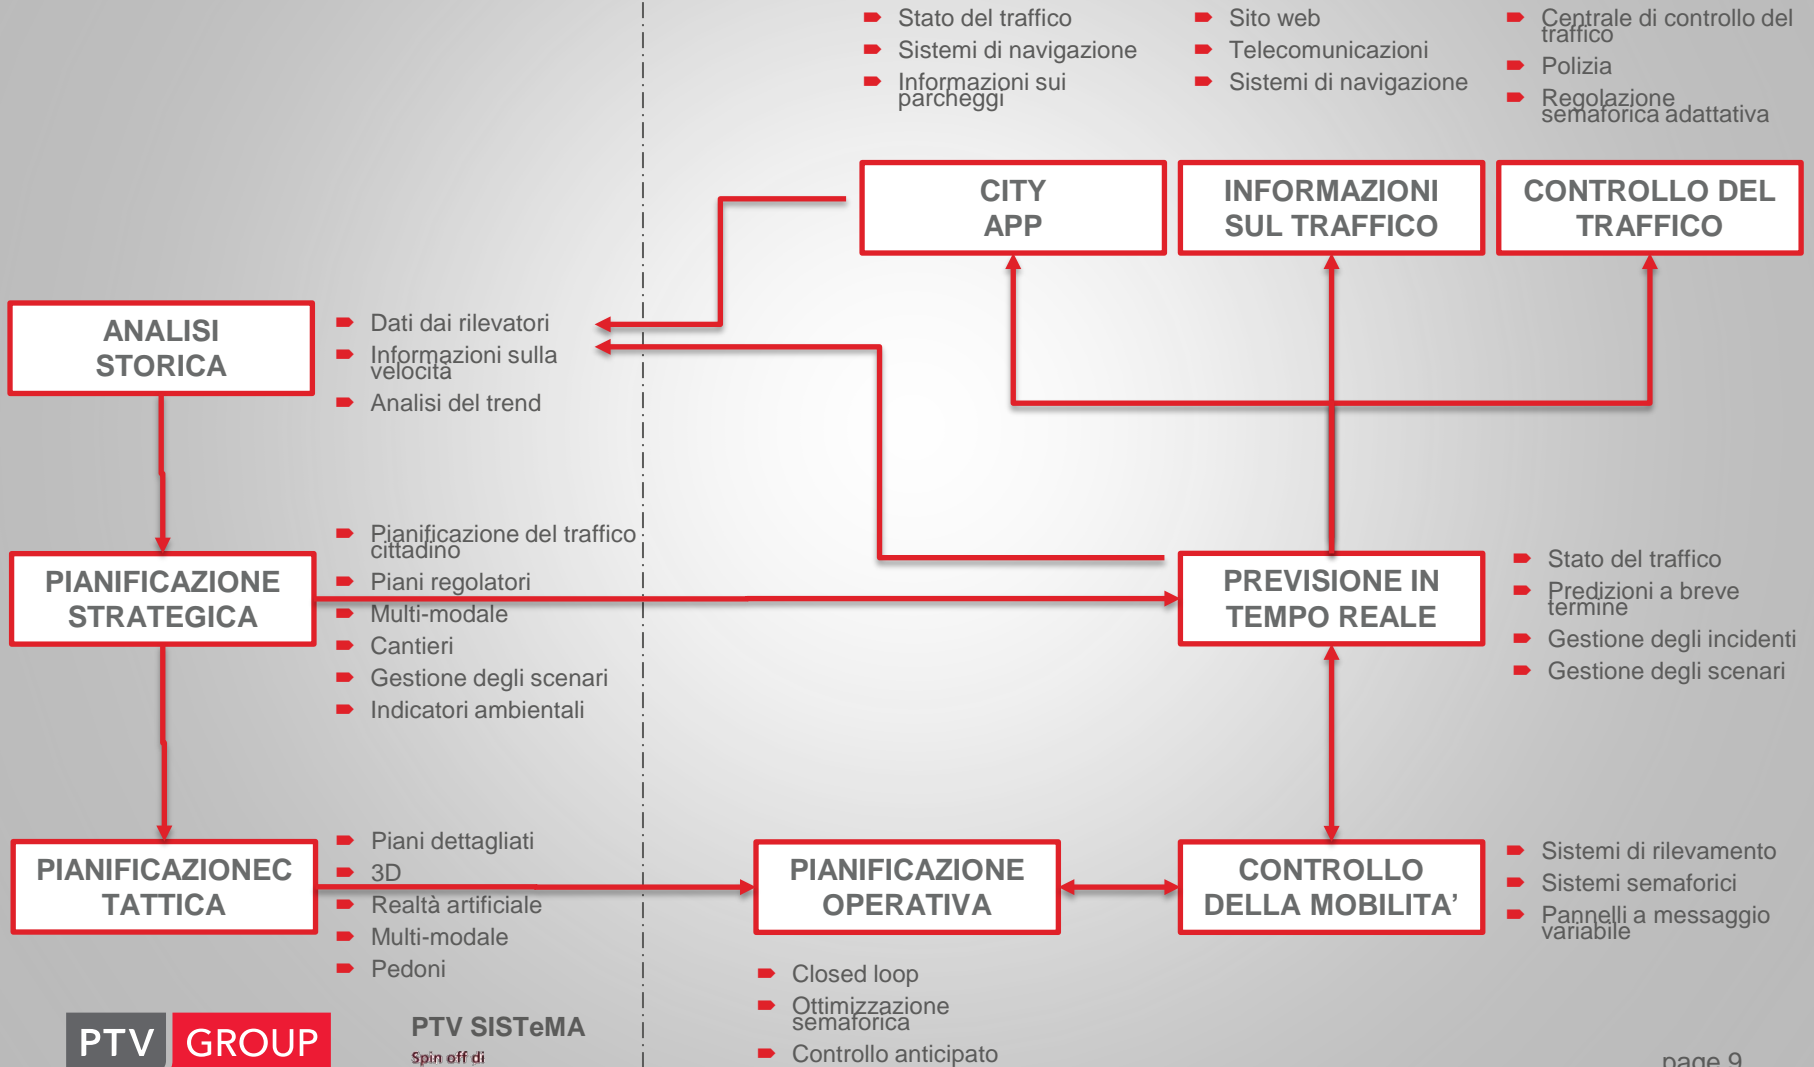 Stato del traffico
Sistemi di navigazione
Informazioni sui
parcheggi
Sito web
Telecomunicazioni
Sistemi di navigazione
Centrale di controllo del
traffico
Polizia
Regolazione
semaforica adattativa
CITY
APP
INFORMAZIONI
SUL TRAFFICO
CONTROLLO DEL
TRAFFICO
ANALISI
STORICA
Dati dai rilevatori
Informazioni sulla
velocità
Analisi del trend
PIANIFICAZIONE
STRATEGICA
Pianificazione del traffico
cittadino
Piani regolatori
Multi-modale
Cantieri
Gestione degli scenari
Indicatori ambientali
PREVISIONE IN
TEMPO REALE
Stato del traffico
Predizioni a breve
termine
Gestione degli incidenti
Gestione degli scenari
PIANIFICAZIONEC
TATTICA
Piani dettagliati
3D
Realtà artificiale
Multi-modale
Pedoni
PIANIFICAZIONE
OPERATIVA
Closed loop
Ottimizzazione
semaforica
Controllo anticipato
CONTROLLO
DELLA MOBILITA’
Sistemi di rilevamento
Sistemi semaforici
Pannelli a messaggio
variabile
PTV GROUP
PTV SISTeMA
Spin off di
page 9